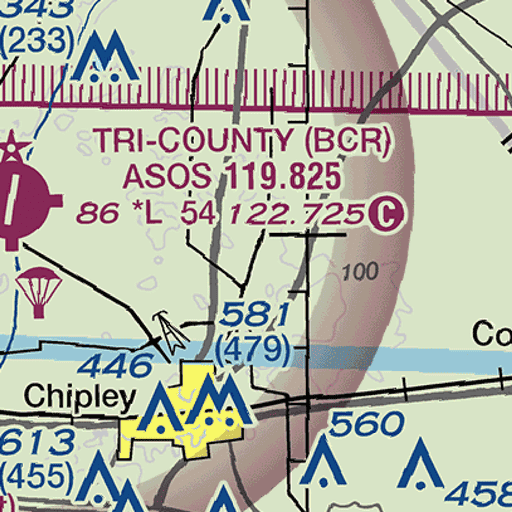 343
(233)
TRI-COUNTY (BCR)
ASOS 119.825
86 *L 54 122.725 C
100
581
(479)
Co
446
Chipley
560
613
(455)
458